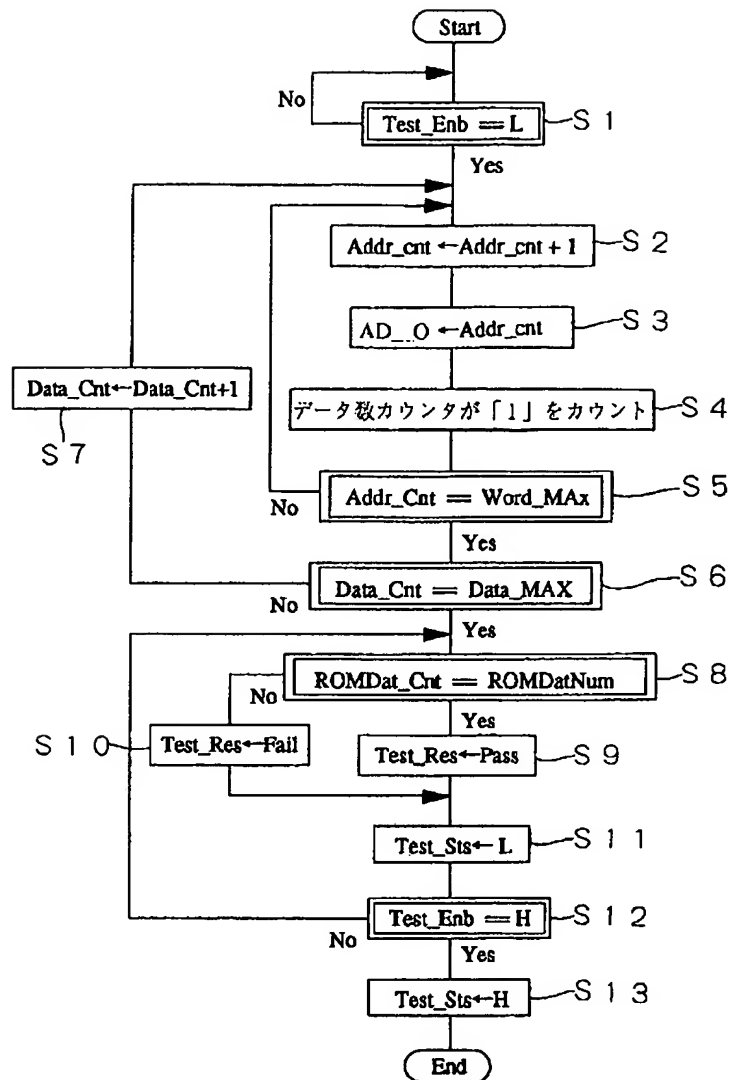 Start
No
Test_Enb == L
S 1
Yes
Addr_cnt ←Addr_cnt + 1
S 2
AD__O ←Addr_cnt
S 3
Data_Cnt←Data_Cnt+1
S 7
データ数カウンタが「1」をカウント
S 4
Addr_Cnt == Word_MAx
S 5
No
Yes
Data_Cnt == Data_MAX
S 6
No
Yes
ROMDat_Cnt == ROMDatNum
S 8
No
Yes
S 1 0
Test_Res←Fail
Test_Res←Pass
S 9
Test_Sts← L
S 1 1
Test_Enb == H
S 1 2
No
Yes
Test_Sts←H
S 1 3
End